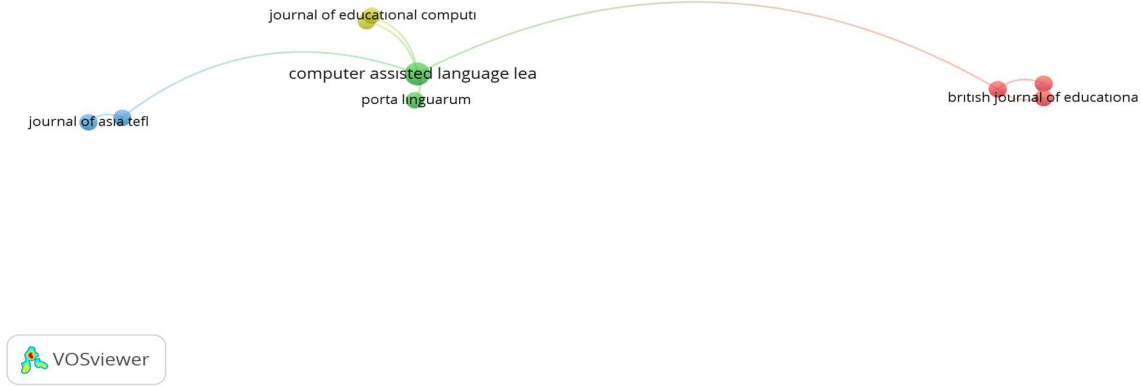 journal of educational computi
computer assisted language lea
porta linguarum
british journal of educationa
journal of asia tefl
VOSviewer